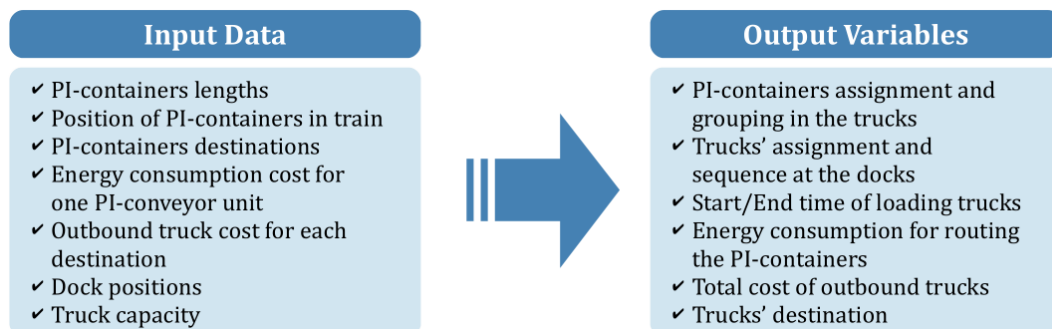 Input Data
✔ PI-containers lengths
✔ Position of PI-containers in train
✔ PI-containers destinations
✔ Energy consumption cost for
one PI-conveyor unit
✔ Outbound truck cost for each
destination
✔ Dock positions
✔ Truck capacity
Output Variables
✔ PI-containers assignment and
grouping in the trucks
✔ Trucks’ assignment and
sequence at the docks
✔ Start/End time of loading trucks
✔ Energy consumption for routing
the PI-containers
✔ Total cost of outbound trucks
✔ Trucks’ destination